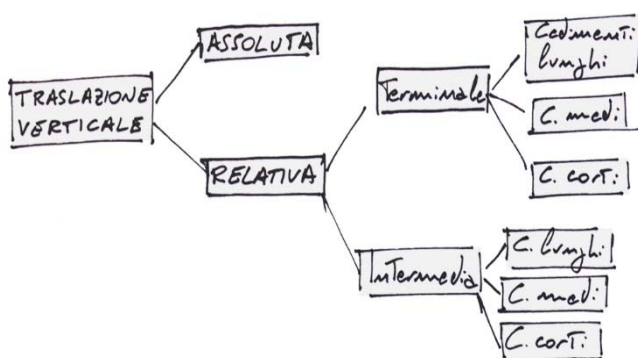 TRASLAZIONE
VERTICALE
ASSOLUTA
RELATIVA
Terminale
Cedimenti
lunghi
C. medi
C. corti
Intermedia
C. lunghi
C. medi
C. corti